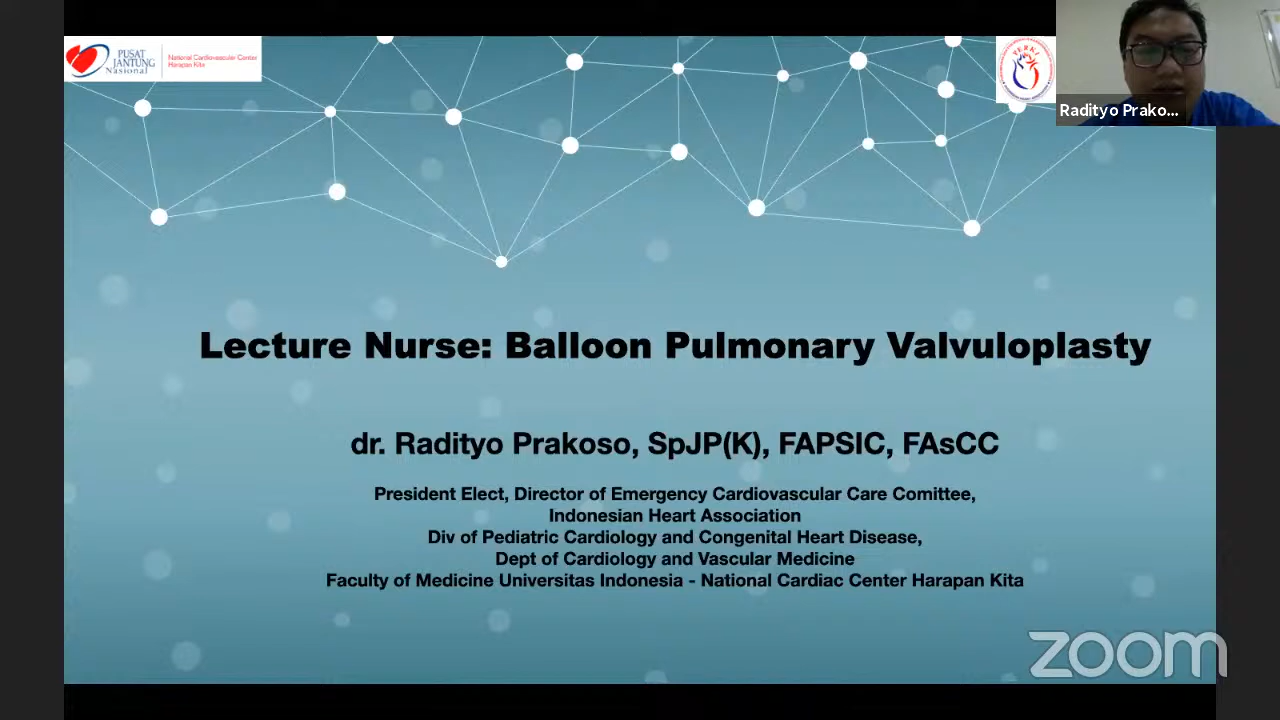 PUSAT
JANTUNG
Nasional
National Cardiovascular Center
Harapan Kita
PERKI
Radityo Prako...
Lecture Nurse: Balloon Pulmonary Valvuloplasty
dr. Radityo Prakoso, SpJP(K), FAPSIC, FAsCC
President Elect, Director of Emergency Cardiovascular Care Comittee,
Indonesian Heart Association
Div of Pediatric Cardiology and Congenital Heart Disease,
Dept of Cardiology and Vascular Medicine
Faculty of Medicine Universitas Indonesia - National Cardiac Center Harapan Kita
zoom